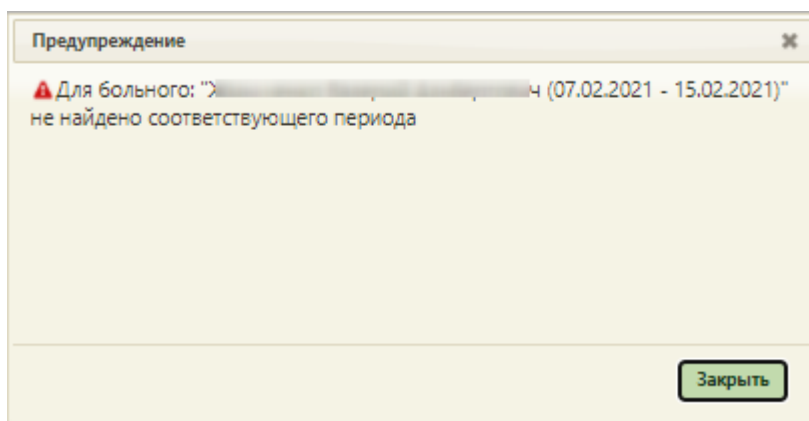 Предупреждение
Для больного: "Х ч (07.02.2021 - 15.02.2021)"
не найдено соответствующего периода
Закрыть